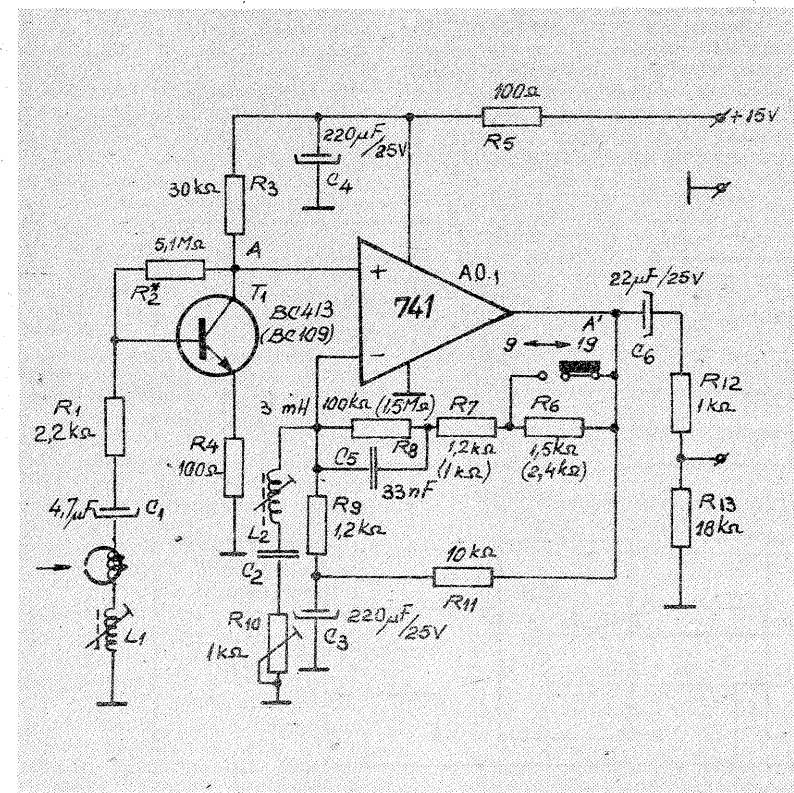 100Ω
R5
+15V
220µF/25V
C4
30kΩ R3
5,1MΩ
R2*
A
T1
BC413
(BC109)
+
741
−
AO.1
A'
22µF/25V
C6
9 ↔ 19
R12
1kΩ
R1
2,2kΩ
R4
100Ω
3 mH
100kΩ (1,5MΩ)
R8
R7
1,2kΩ
(1kΩ)
R6
1,5kΩ
(2,4kΩ)
C5
33nF
R9
1,2kΩ
R13
18kΩ
4,7µF C1
L1
L2
C2
R10
1kΩ
C3
220µF/25V
10kΩ
R11